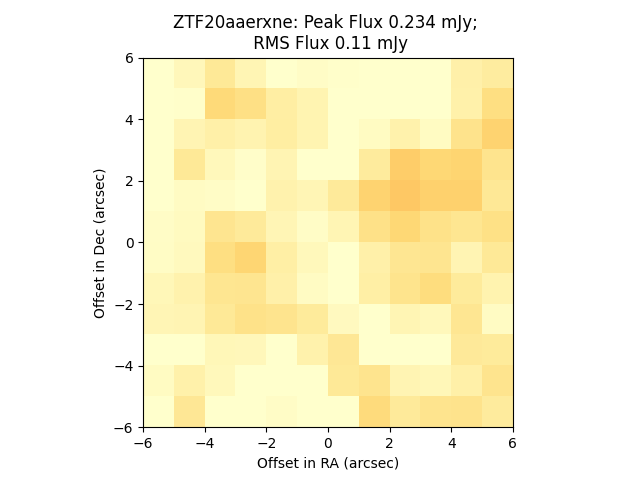 ZTF20aaerxne: Peak Flux 0.234 mJy;
RMS Flux 0.11 mJy
6
4
2
0
−2
−4
−6
Offset in Dec (arcsec)
−6 −4 −2 0 2 4 6
Offset in RA (arcsec)